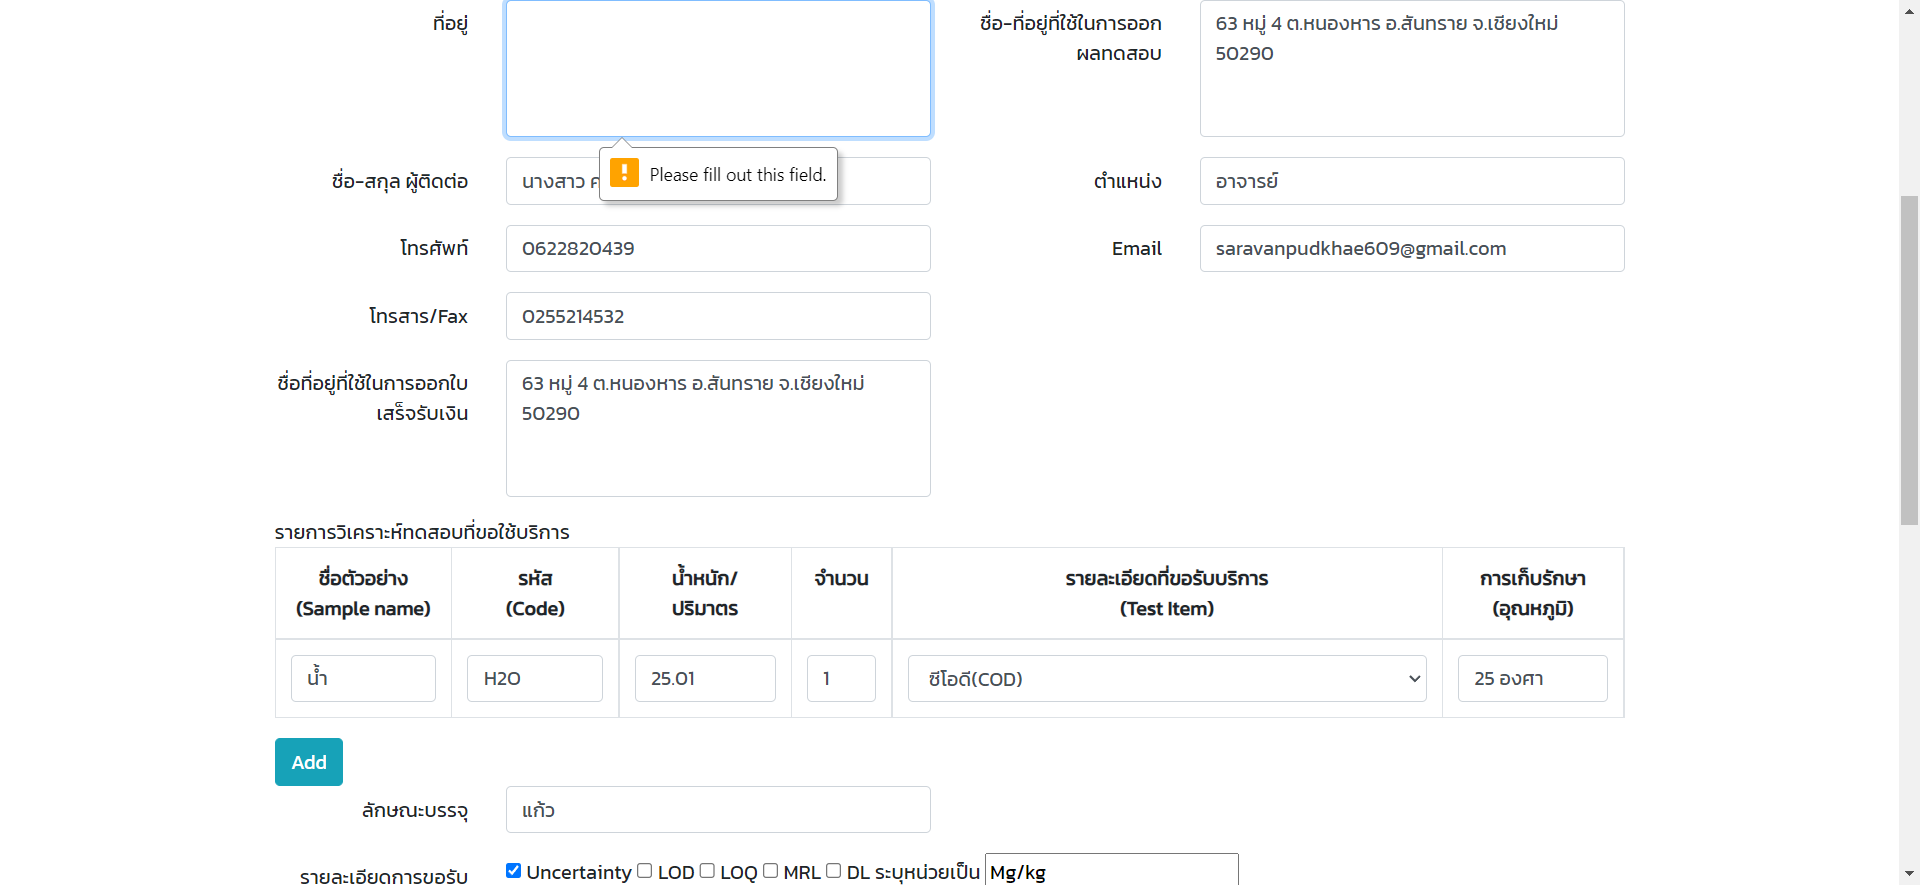 ที่อยู่
ชื่อ-ที่อยู่ที่ใช้ในการออก
ผลทดสอบ
63 หมู่ 4 ต.หนองหาร อ.สันทราย จ.เชียงใหม่
50290
Please fill out this field.
ชื่อ-สกุล ผู้ติดต่อ
นางสาว ศ
ตำแหน่ง
อาจารย์
โทรศัพท์
0622820439
Email
saravanpudkhae609@gmail.com
โทรสาร/Fax
0255214532
ชื่อที่อยู่ที่ใช้ในการออกใบ
เสร็จรับเงิน
63 หมู่ 4 ต.หนองหาร อ.สันทราย จ.เชียงใหม่
50290
รายการวิเคราะห์ทดสอบที่ขอใช้บริการ
ชื่อตัวอย่าง
(Sample name)
รหัส
(Code)
น้ำหนัก/
ปริมาตร
จำนวน
รายละเอียดที่ขอรับบริการ
(Test Item)
การเก็บรักษา
(อุณหภูมิ)
น้ำ
H2O
25.01
1
ซีโอดี(COD)
25 องศา
Add
ลักษณะบรรจุ
แก้ว
รายละเอียดการขอรับ
Uncertainty LOD LOQ MRL DL ระบุหน่วยเป็น Mg/kg